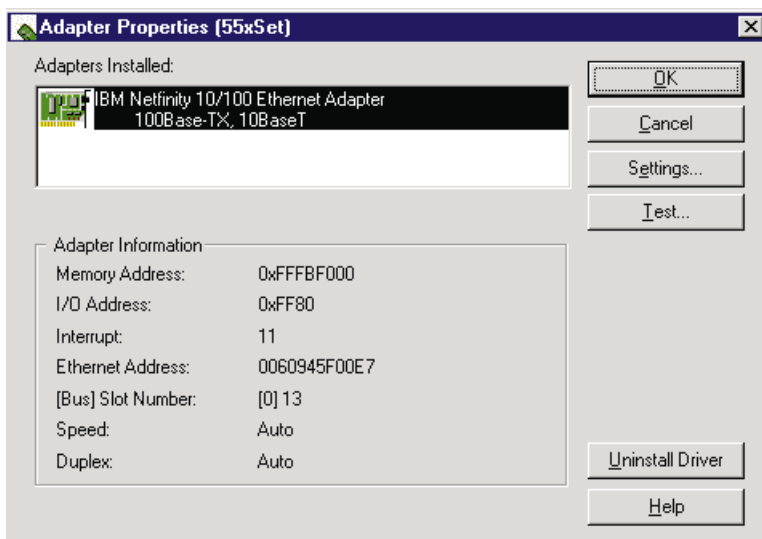 Adapter Properties (55xSet)
Adapters Installed:
IBM Netfinity 10/100 Ethernet Adapter
100Base-TX, 10BaseT
OK
Cancel
Settings...
Test...
Adapter Information
Memory Address: 0xFFFBF000
I/O Address: 0xFF80
Interrupt: 11
Ethernet Address: 0060945F00E7
[Bus] Slot Number: [0] 13
Speed: Auto
Duplex: Auto
Uninstall Driver
Help